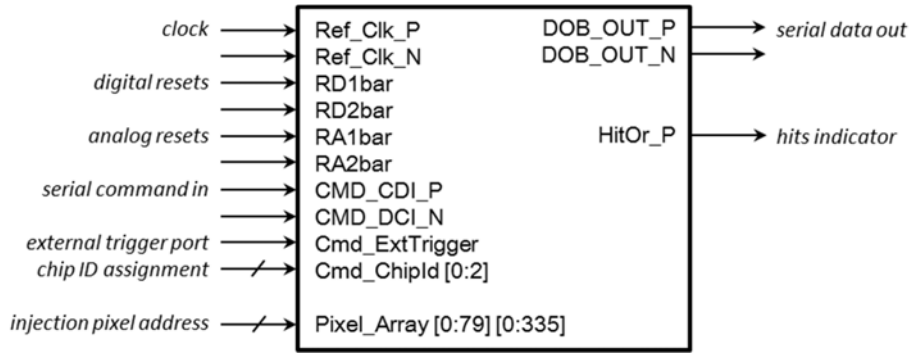 clock Ref_Clk_P DOB_OUT_P serial data out
Ref_Clk_N DOB_OUT_N
digital resets RD1bar
RD2bar
analog resets RA1bar HitOr_P hits indicator
RA2bar
serial command in CMD_CDI_P
CMD_DCI_N
external trigger port Cmd_ExtTrigger
chip ID assignment Cmd_ChipId [0:2]
injection pixel address Pixel_Array [0:79] [0:335]